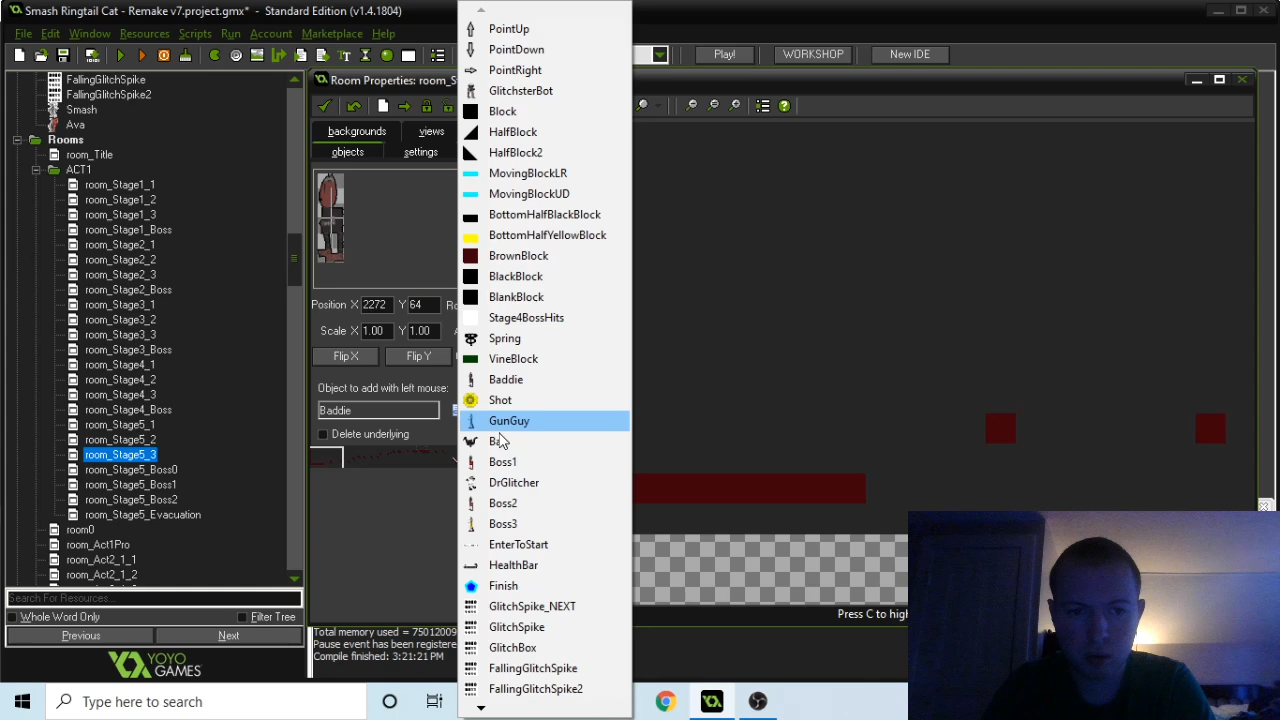 Smash Ringtail Cat - Remake v7.project.gmx* - Standard Edition (v1.4.1804)
File Edit Window Resources Scripts Run Account Marketplace Help
Play! WORKSHOP New IDE
FallingGlitchSpike
FallingGlitchSpike2
Smash
Ava
Rooms
room_Title
ACT1
room_Stage1_1
room_Stage1_2
room_Stage1_3
room_Stage1_Boss
room_Stage2_1
room_Stage2_2
room_Stage2_3
room_Stage2_Boss
room_Stage3_1
room_Stage3_2
room_Stage3_3
room_Stage3_Boss
room_Stage4_1
room_Stage4_2
room_Stage4_3
room_Stage4_Boss
room_Stage5_1
room_Stage5_2
room_Stage5_3
room_Stage5_Boss0
room_Stage5_Boss1
room_Stage5_Boss2
room_Stage5_Evacuation
room0
room_Act1Pro
room_Act2_1_1
room_Act2_1_2
Search For Resources...
Whole Word Only Filter Tree
Previous Next
YOYO
GAMES™
Room Properties: room_S
backgrounds views
objects settings
Position X 2272 Y 64
Scale X 1.00 Y 1.00
Flip X Flip Y
Object to add with left mouse:
Baddie
Delete underlying
Total memory used = 75012009
Pause event has been registere
Compile finished: 3:21:21 PM
PointUp
PointDown
PointRight
GlitchsterBot
Block
HalfBlock
HalfBlock2
MovingBlockLR
MovingBlockUD
BottomHalfBlackBlock
BottomHalfYellowBlock
BrownBlock
BlackBlock
BlankBlock
Stage4BossHits
Spring
VineBlock
Baddie
Shot
GunGuy
Boss1
DrGlitcher
Boss2
Boss3
EnterToStart
HealthBar
Finish
GlitchSpike_NEXT
GlitchSpike
GlitchBox
FallingGlitchSpike
FallingGlitchSpike2
Press C to hig
Type here to search